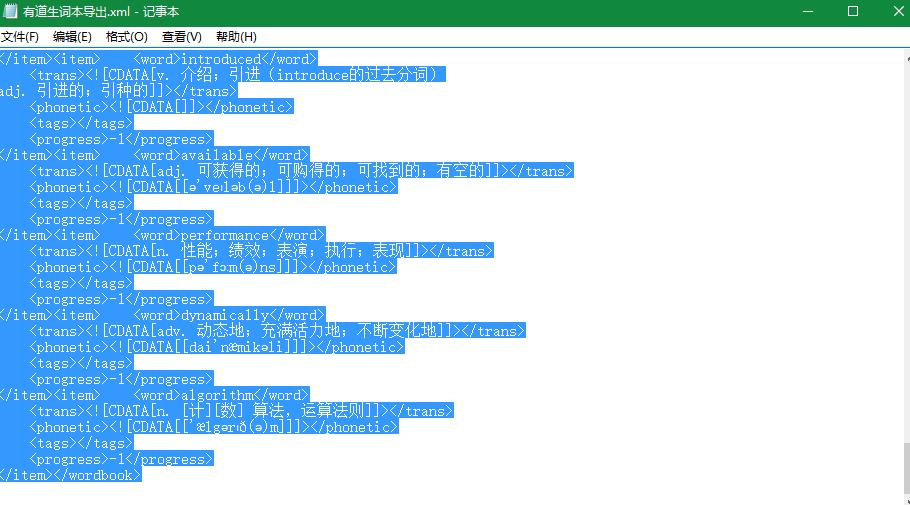 有道生词本导出.xml - 记事本
文件(F) 编辑(E) 格式(O) 查看(V) 帮助(H)
</item><item>    <word>introduced</word>
    <trans><![CDATA[v. 介绍；引进（introduce的过去分词）
adj. 引进的；引种的]]></trans>
    <phonetic><![CDATA[]]></phonetic>
    <tags></tags>
    <progress>-1</progress>
</item><item>    <word>available</word>
    <trans><![CDATA[adj. 可获得的；可购得的；可找到的；有空的]]></trans>
    <phonetic><![CDATA[[ə'veɪləb(ə)l]]]></phonetic>
    <tags></tags>
    <progress>-1</progress>
</item><item>    <word>performance</word>
    <trans><![CDATA[n. 性能；绩效；表演；执行；表现]]></trans>
    <phonetic><![CDATA[[pə'fɔːm(ə)ns]]]></phonetic>
    <tags></tags>
    <progress>-1</progress>
</item><item>    <word>dynamically</word>
    <trans><![CDATA[adv. 动态地；充满活力地；不断变化地]]></trans>
    <phonetic><![CDATA[[dai'næmikəli]]]></phonetic>
    <tags></tags>
    <progress>-1</progress>
</item><item>    <word>algorithm</word>
    <trans><![CDATA[n. [计][数] 算法，运算法则]]></trans>
    <phonetic><![CDATA[['ælgərɪð(ə)m]]]></phonetic>
    <tags></tags>
    <progress>-1</progress>
</item></wordbook>